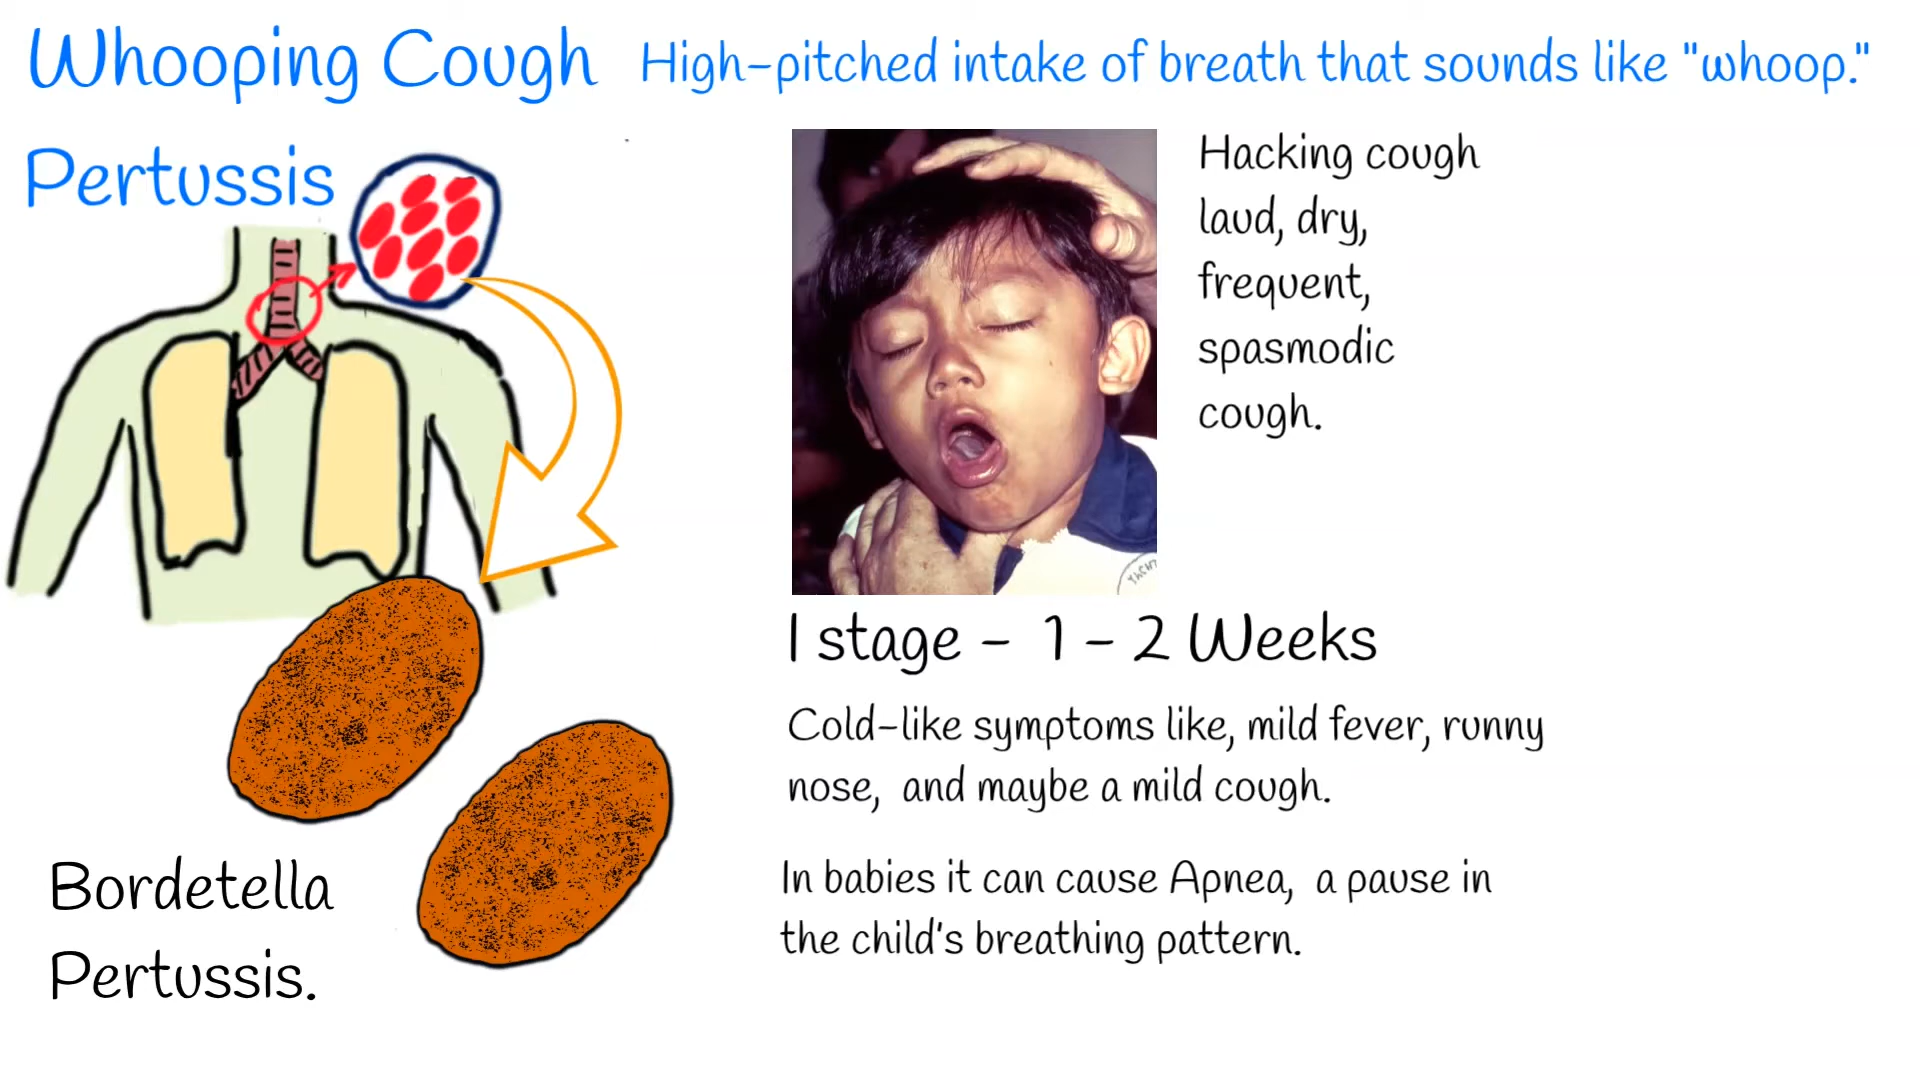 Whooping Cough
High-pitched intake of breath that sounds like "whoop."
Pertussis
Hacking cough
laud, dry,
frequent,
spasmodic
cough.
I stage - 1 - 2 Weeks
Cold-like symptoms like, mild fever, runny
nose, and maybe a mild cough.
In babies it can cause Apnea, a pause in
the child's breathing pattern.
Bordetella
Pertussis.